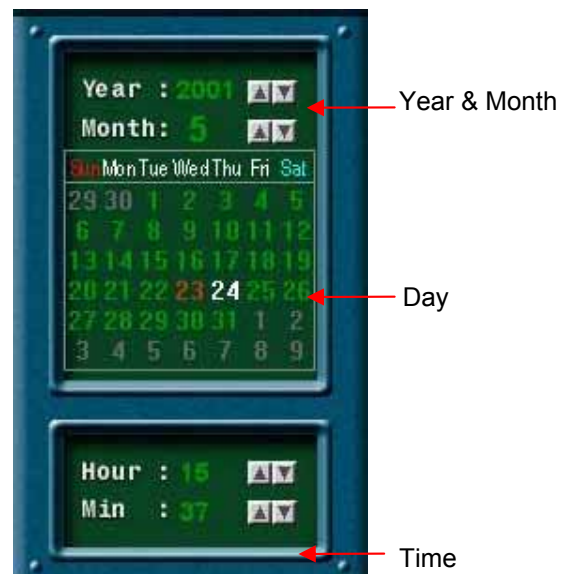 Year : 2001
Year & Month
Month: 5
Sun Mon Tue Wed Thu Fri Sat
29 30 1 2 3 4 5
6 7 8 9 10 11 12
13 14 15 16 17 18 19
20 21 22 23 24 25 26
Day
27 28 29 30 31 1 2
3 4 5 6 7 8 9
Hour : 15
Min : 37
Time